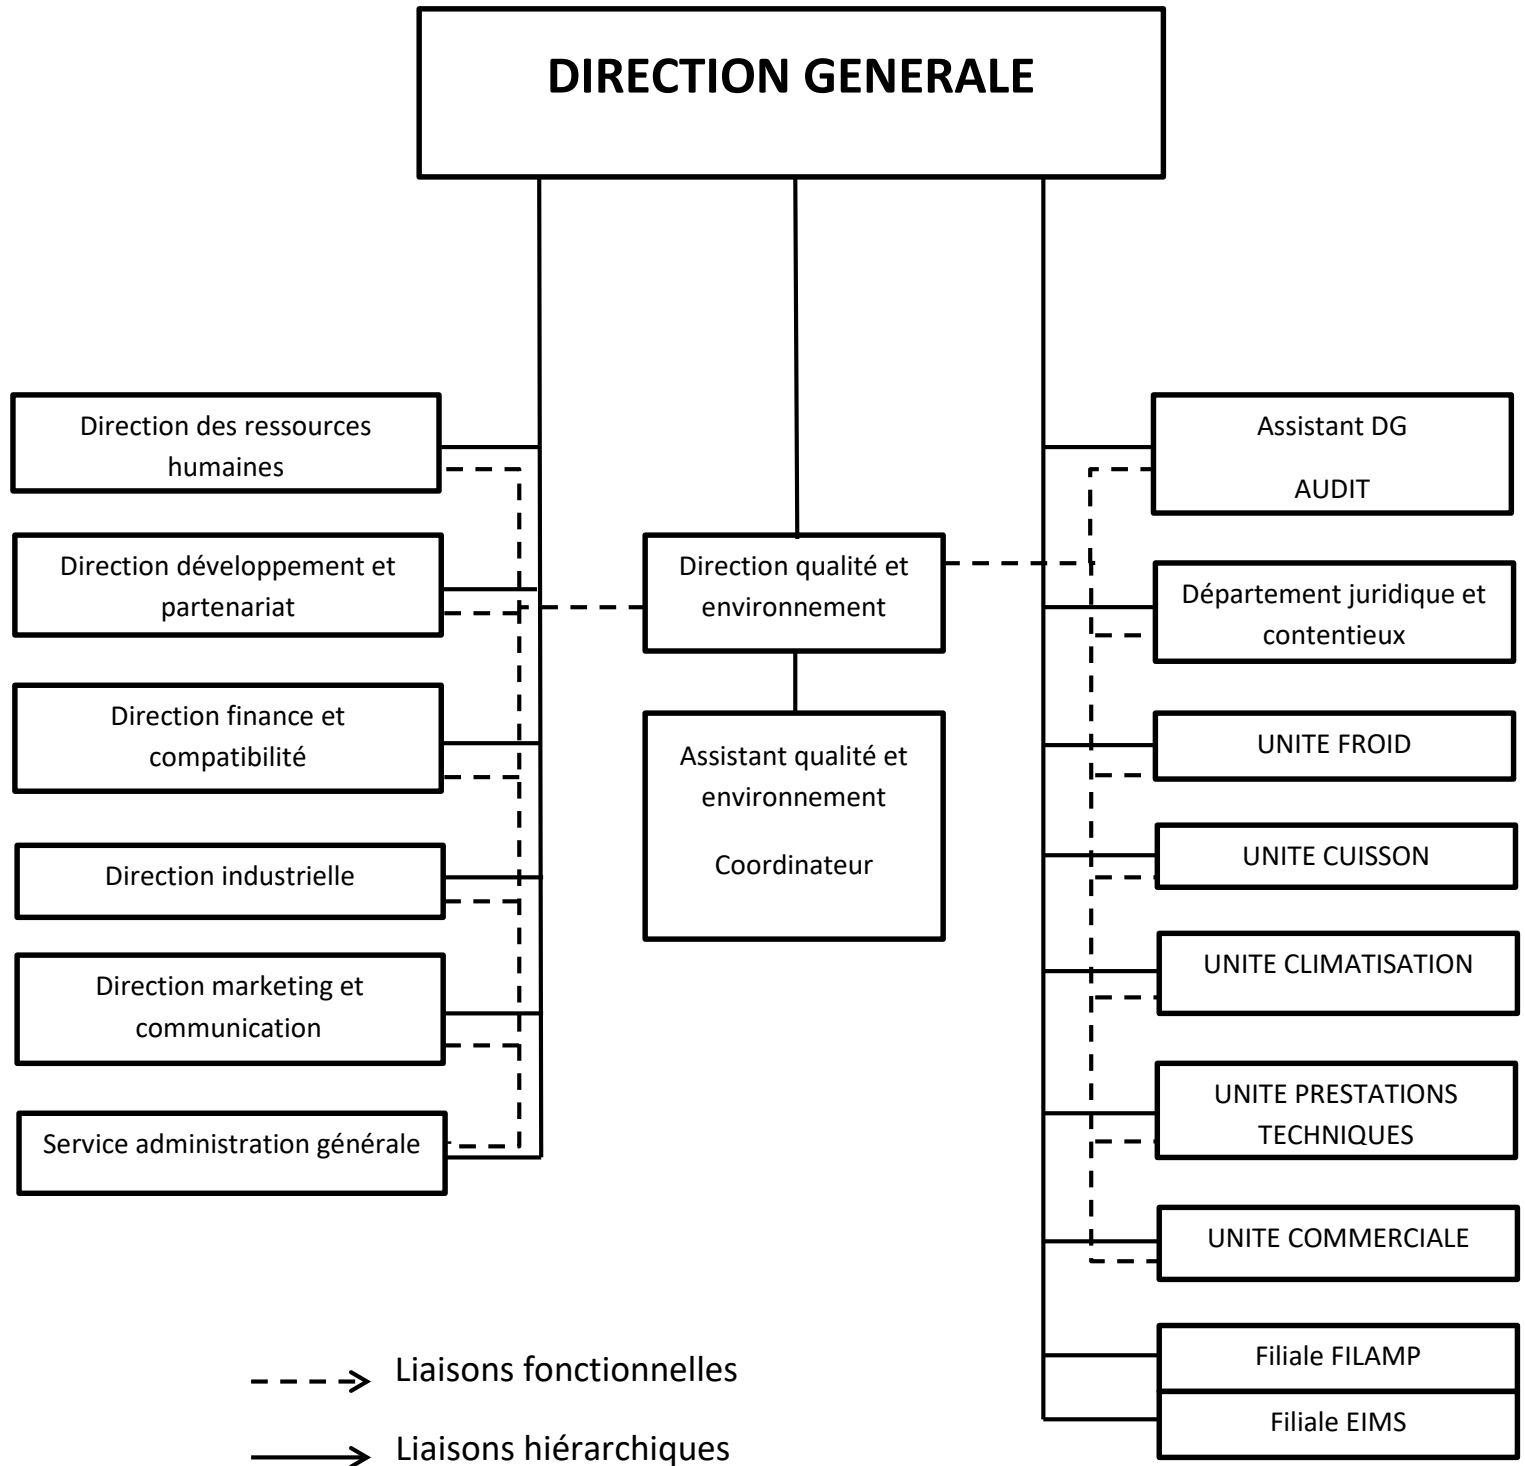 DIRECTION GENERALE
Direction des ressources
humaines
Direction développement et
partenariat
Direction finance et
compatibilité
Direction industrielle
Direction marketing et
communication
Service administration générale
Direction qualité et
environnement
Assistant qualité et
environnement
Coordinateur
Assistant DG
AUDIT
Département juridique et
contentieux
UNITE FROID
UNITE CUISSON
UNITE CLIMATISATION
UNITE PRESTATIONS
TECHNIQUES
UNITE COMMERCIALE
Filiale FILAMP
Filiale EIMS
Liaisons fonctionnelles
Liaisons hiérarchiques